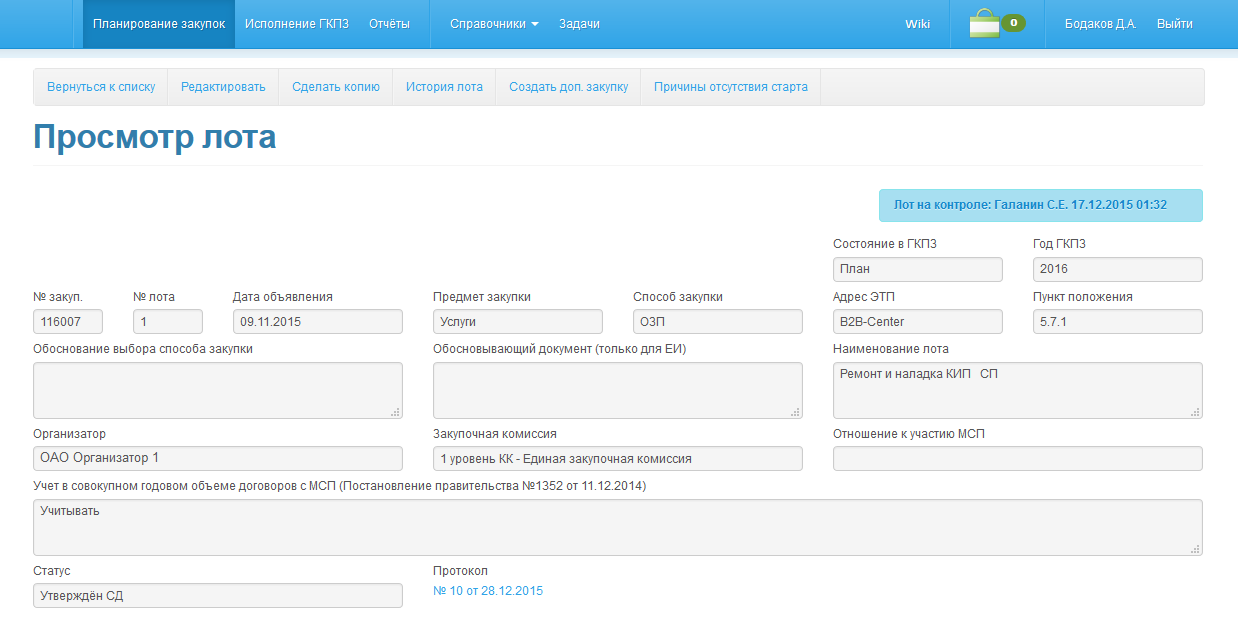 Планирование закупок Исполнение ГКПЗ Отчёты Справочники Задачи Wiki 0 Бодаков Д.А. Выйти
Вернуться к списку Редактировать Сделать копию История лота Создать доп. закупку Причины отсутствия старта
Просмотр лота
Лот на контроле: Галанин С.Е. 17.12.2015 01:32
Состояние в ГКПЗ Год ГКПЗ
План 2016
№ закуп. № лота Дата объявления Предмет закупки Способ закупки Адрес ЭТП Пункт положения
116007 1 09.11.2015 Услуги ОЗП B2B-Center 5.7.1
Обоснование выбора способа закупки Обосновывающий документ (только для ЕИ) Наименование лота
Ремонт и наладка КИП СП
Организатор Закупочная комиссия Отношение к участию МСП
ОАО Организатор 1 1 уровень КК - Единая закупочная комиссия
Учет в совокупном годовом объеме договоров с МСП (Постановление правительства №1352 от 11.12.2014)
Учитывать
Статус Протокол
Утверждён СД № 10 от 28.12.2015